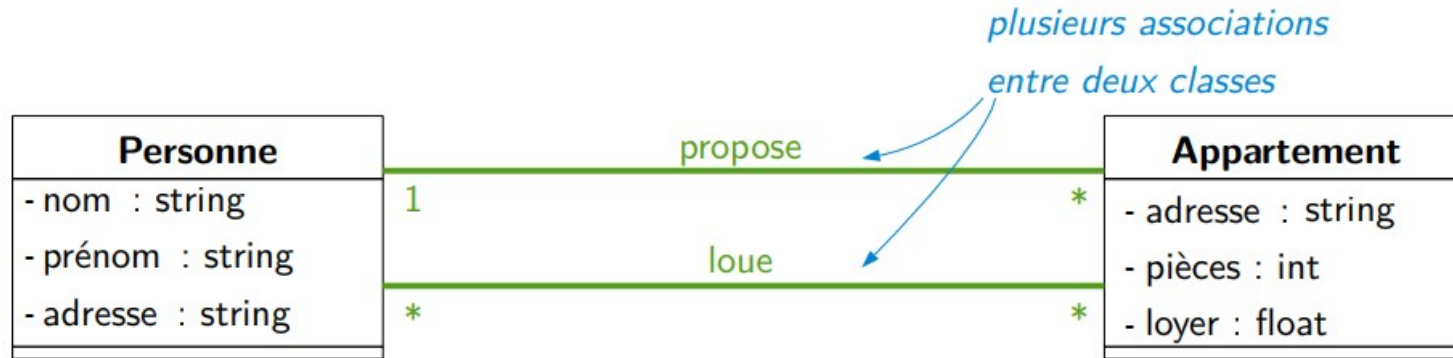 plusieurs associations
entre deux classes
Personne
- nom : string
- prénom : string
- adresse : string
propose
1 *
loue
* *
Appartement
- adresse : string
- pièces : int
- loyer : float